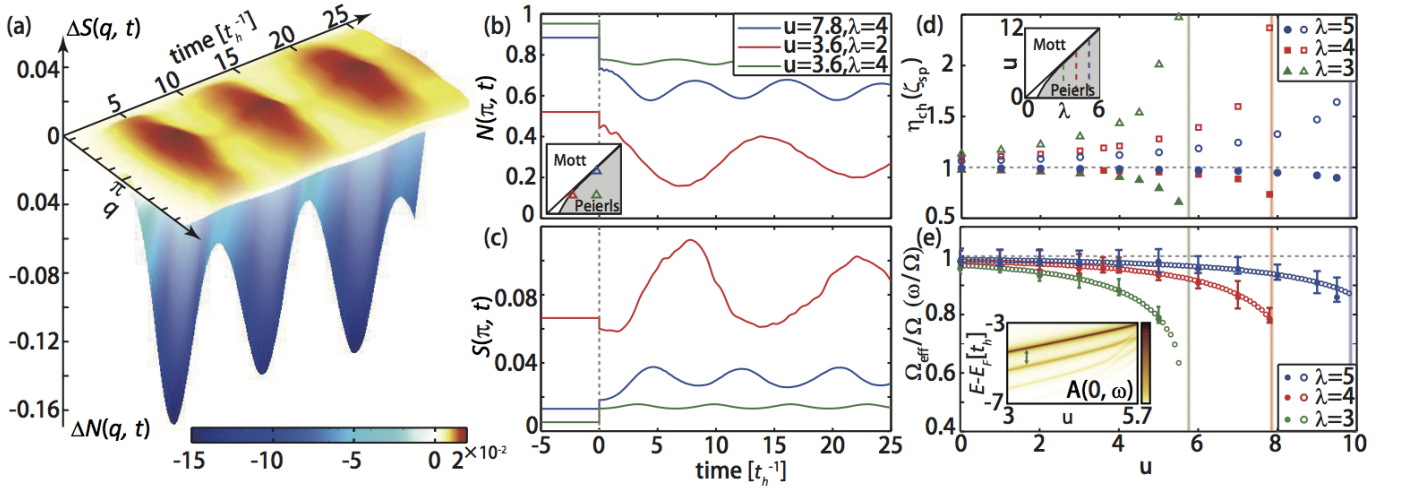 (a)
ΔS(q, t)
time [t_h^-1]
5
10
15
20
25
0.04
0
0.04
-0.08
-0.12
-0.16
π
q
ΔN(q, t)
-15
-10
-5
0
2×10^-2
(b)
N(π, t)
1
0.8
0.6
0.4
0.2
0
u=7.8,λ=4
u=3.6,λ=2
u=3.6,λ=4
Mott
Peierls
(c)
S(π, t)
0.08
0.04
0
-5
0
5
10
15
20
25
time [t_h^-1]
(d)
η_ch (ζ_sp)
2
1.5
1
0.5
12
u
0
Mott
Peierls
0
λ
6
λ=5
λ=4
λ=3
(e)
Ω_eff/Ω (ω/Ω)
1
0.8
0.6
0.4
-3
E-E_F[t_h]
-7
A(0, ω)
3
u
5.7
λ=5
λ=4
λ=3
0
2
4
6
8
10
u